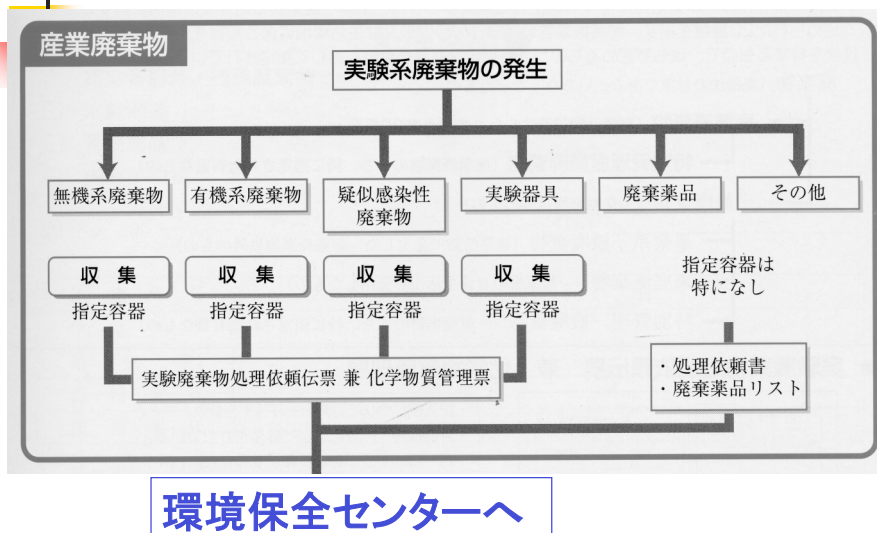 産業廃棄物
実験系廃棄物の発生
無機系廃棄物
有機系廃棄物
疑似感染性
廃棄物
実験器具
廃棄薬品
その他
収 集
収 集
収 集
収 集
指定容器
指定容器
指定容器
指定容器
指定容器は
特になし
実験廃棄物処理依頼伝票 兼 化学物質管理票
・処理依頼書
・廃棄薬品リスト
環境保全センターへ